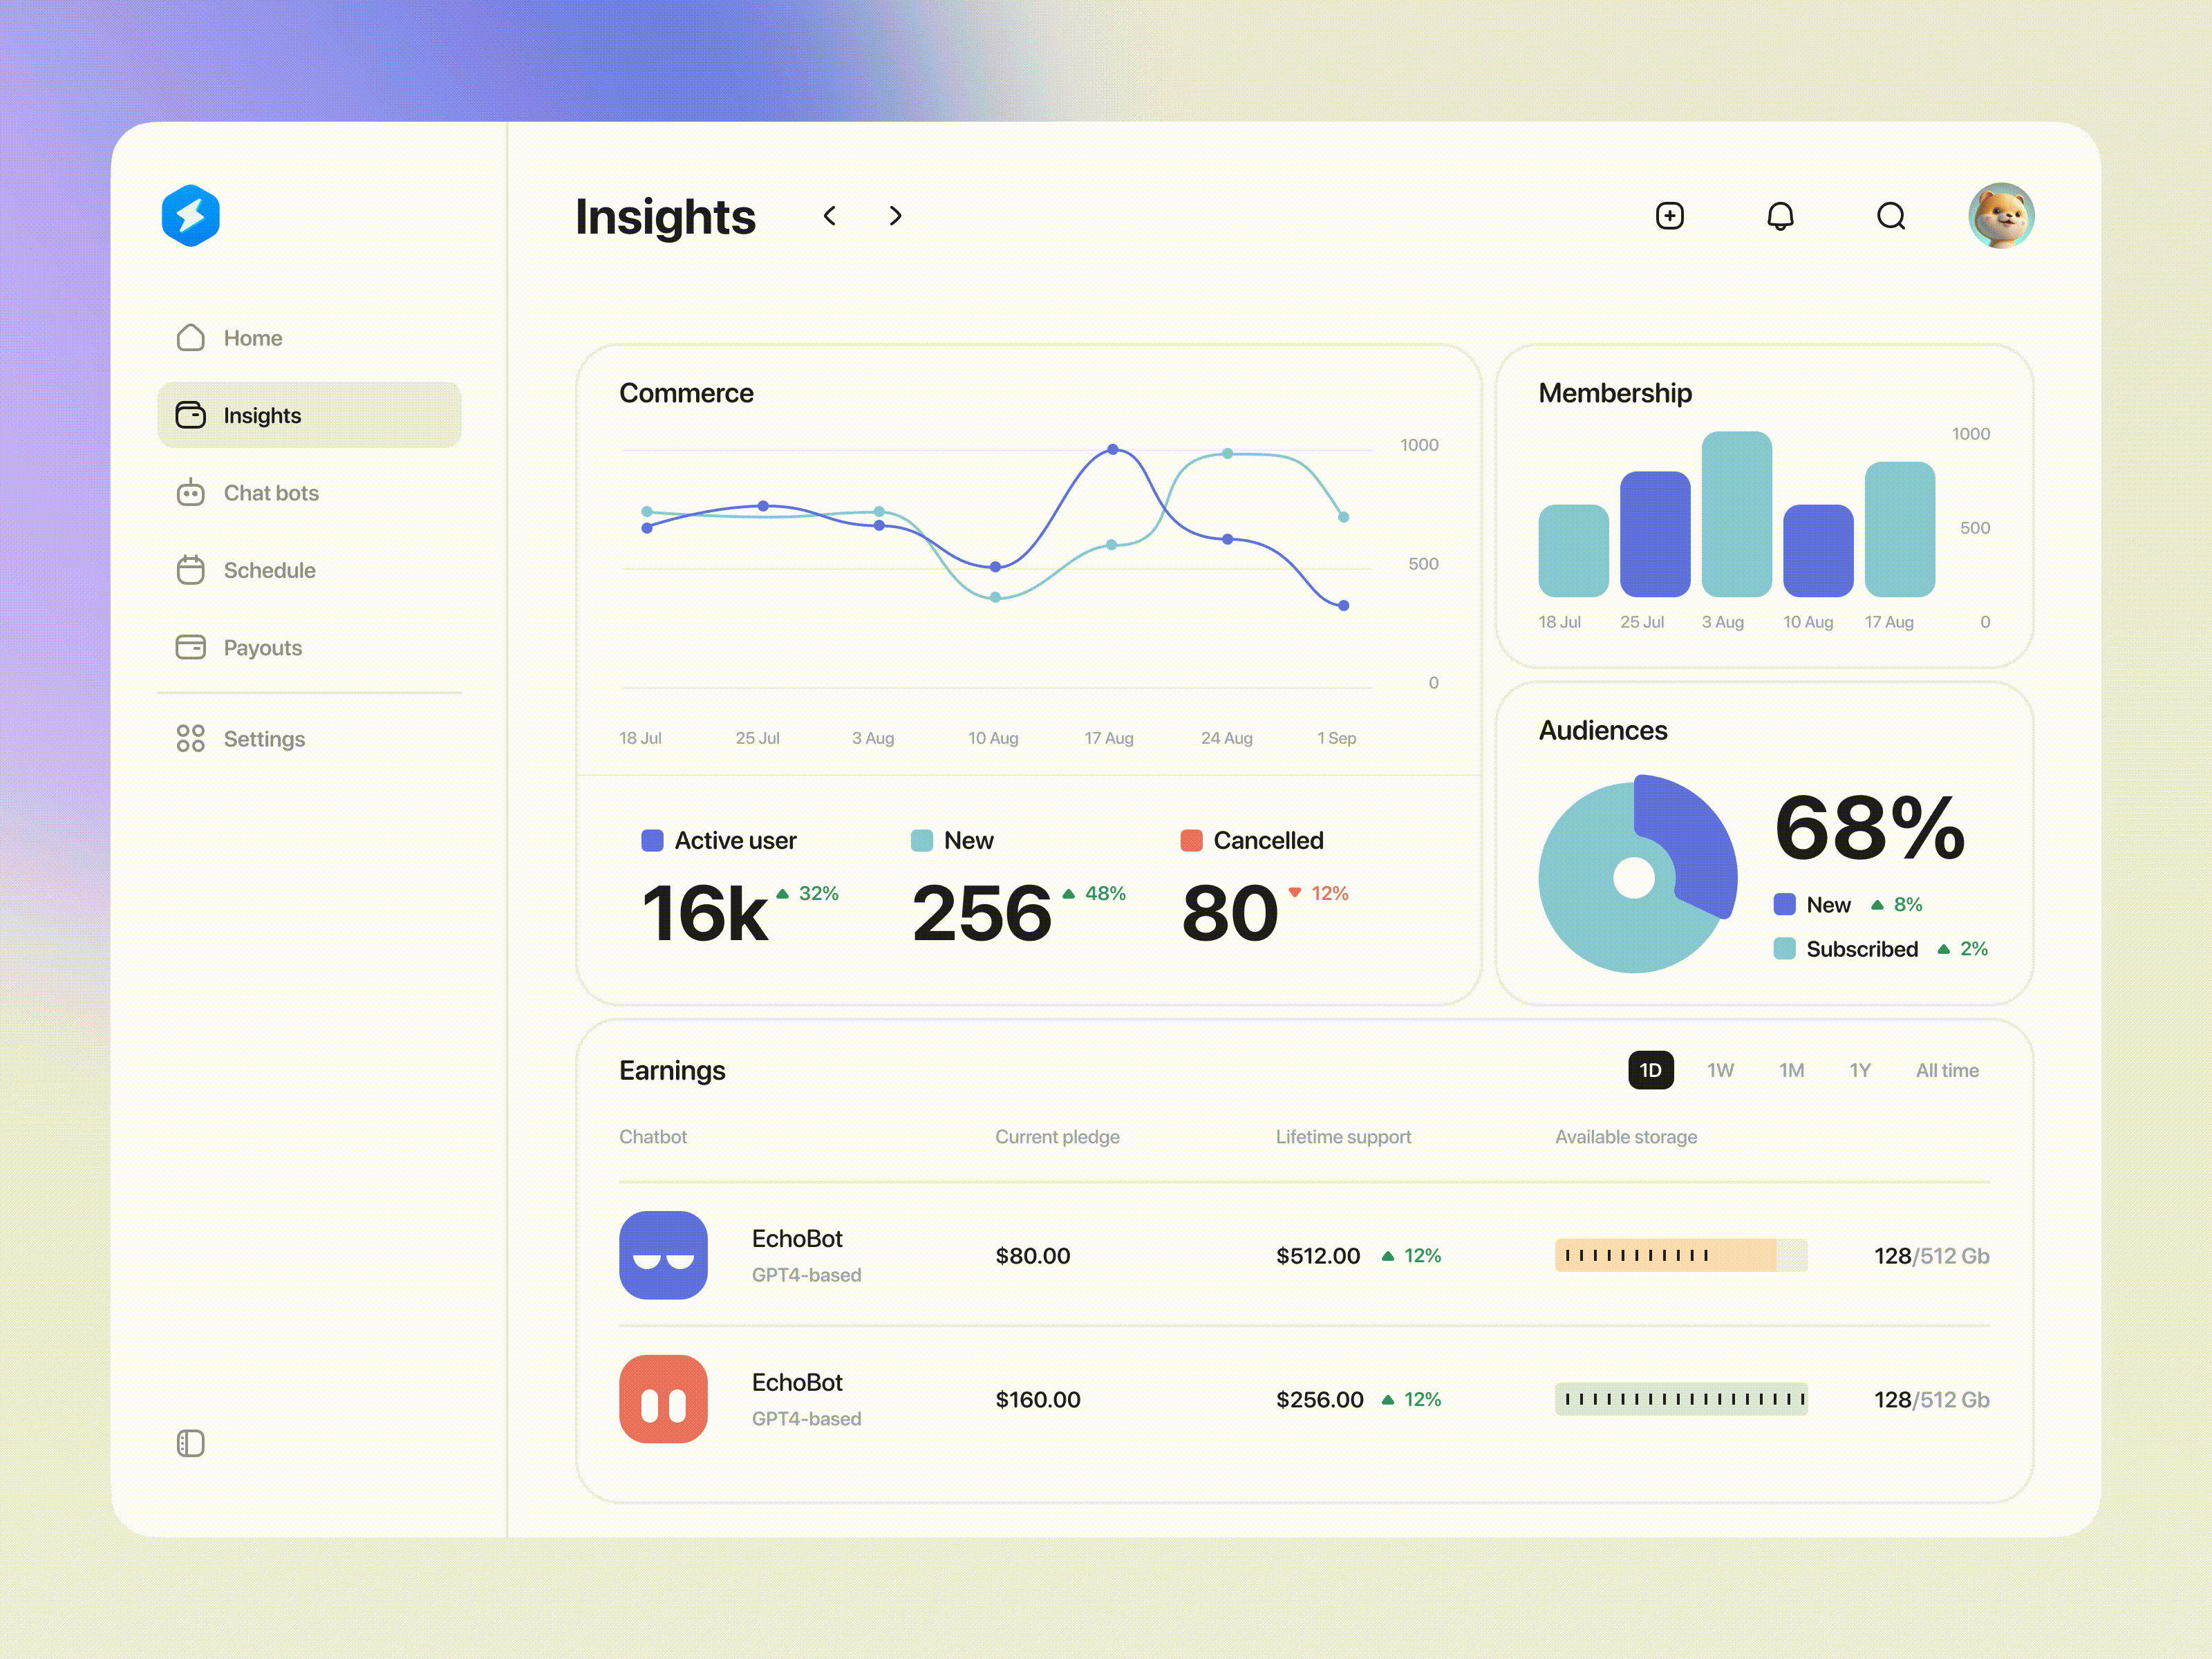 Insights
Home
Insights
Chat bots
Schedule
Payouts
Settings
Commerce
1000
500
0
18 Jul
25 Jul
3 Aug
10 Aug
17 Aug
24 Aug
1 Sep
Active user
16k
32%
New
256
48%
Cancelled
80
12%
Membership
1000
500
0
18 Jul
25 Jul
3 Aug
10 Aug
17 Aug
Audiences
68%
New 8%
Subscribed 2%
Earnings
1D 1W 1M 1Y All time
Chatbot Current pledge Lifetime support Available storage
EchoBot
GPT4-based
$80.00
$512.00 12%
128/512 Gb
EchoBot
GPT4-based
$160.00
$256.00 12%
128/512 Gb